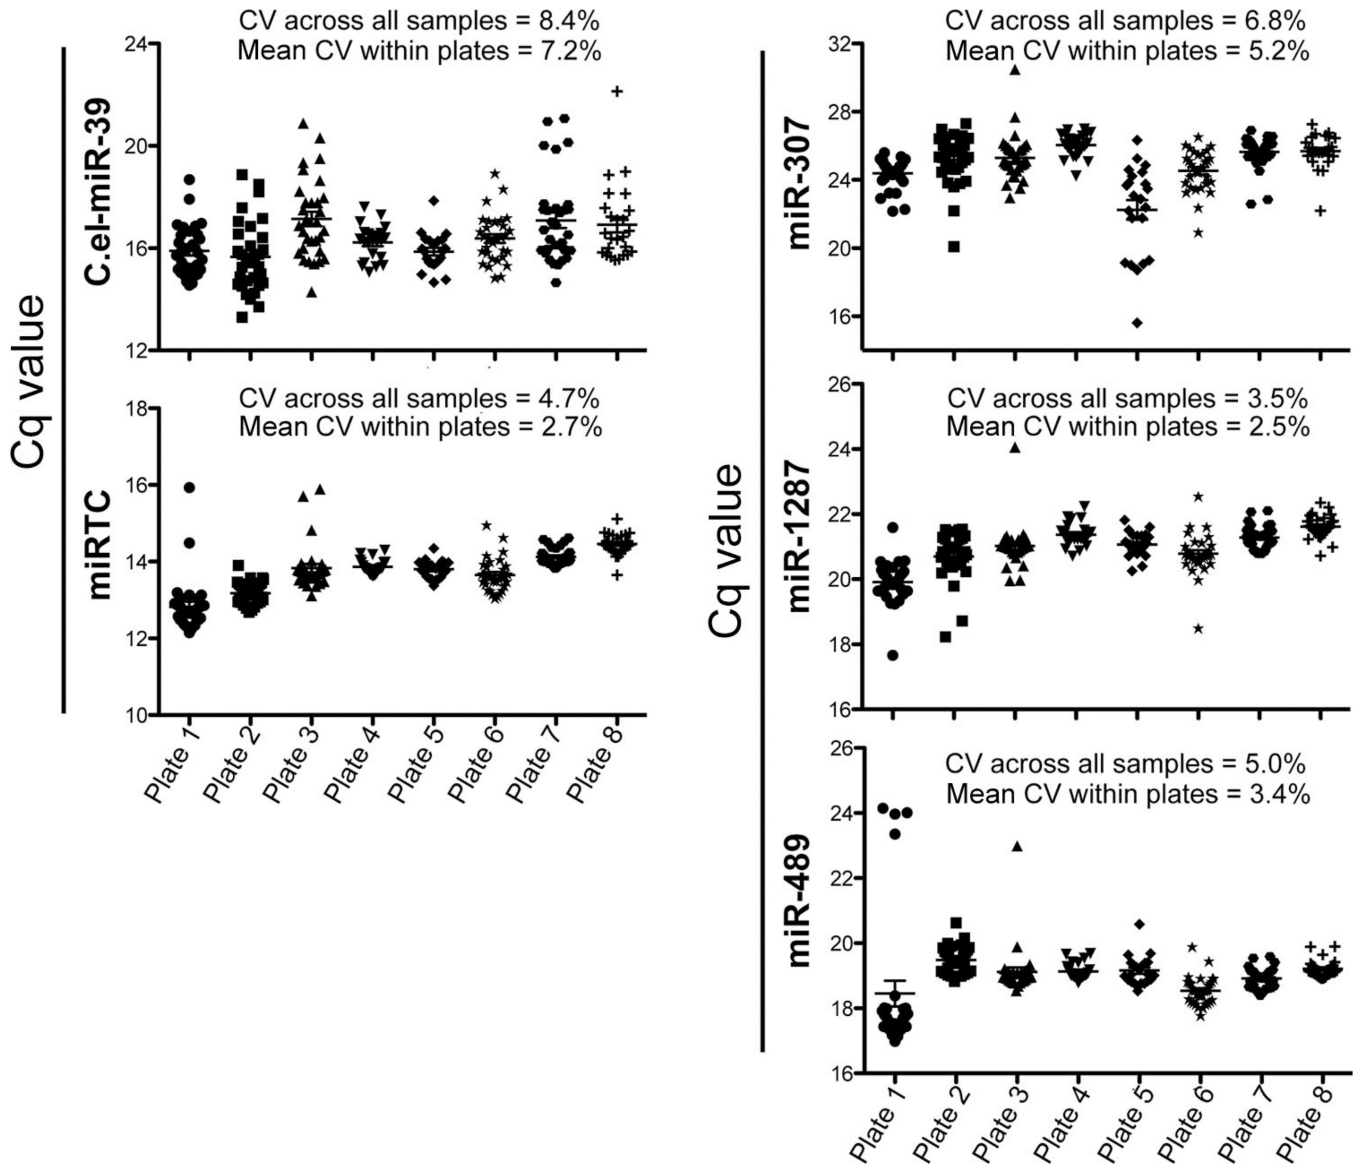 Cq value
C.el-miR-39
CV across all samples = 8.4%
Mean CV within plates = 7.2%
24
20
16
12
miRTC
CV across all samples = 4.7%
Mean CV within plates = 2.7%
18
16
14
12
10
Plate 1
Plate 2
Plate 3
Plate 4
Plate 5
Plate 6
Plate 7
Plate 8
Cq value
miR-307
CV across all samples = 6.8%
Mean CV within plates = 5.2%
32
28
24
20
16
miR-1287
CV across all samples = 3.5%
Mean CV within plates = 2.5%
26
24
22
20
18
16
miR-489
CV across all samples = 5.0%
Mean CV within plates = 3.4%
26
24
22
20
18
16
Plate 1
Plate 2
Plate 3
Plate 4
Plate 5
Plate 6
Plate 7
Plate 8